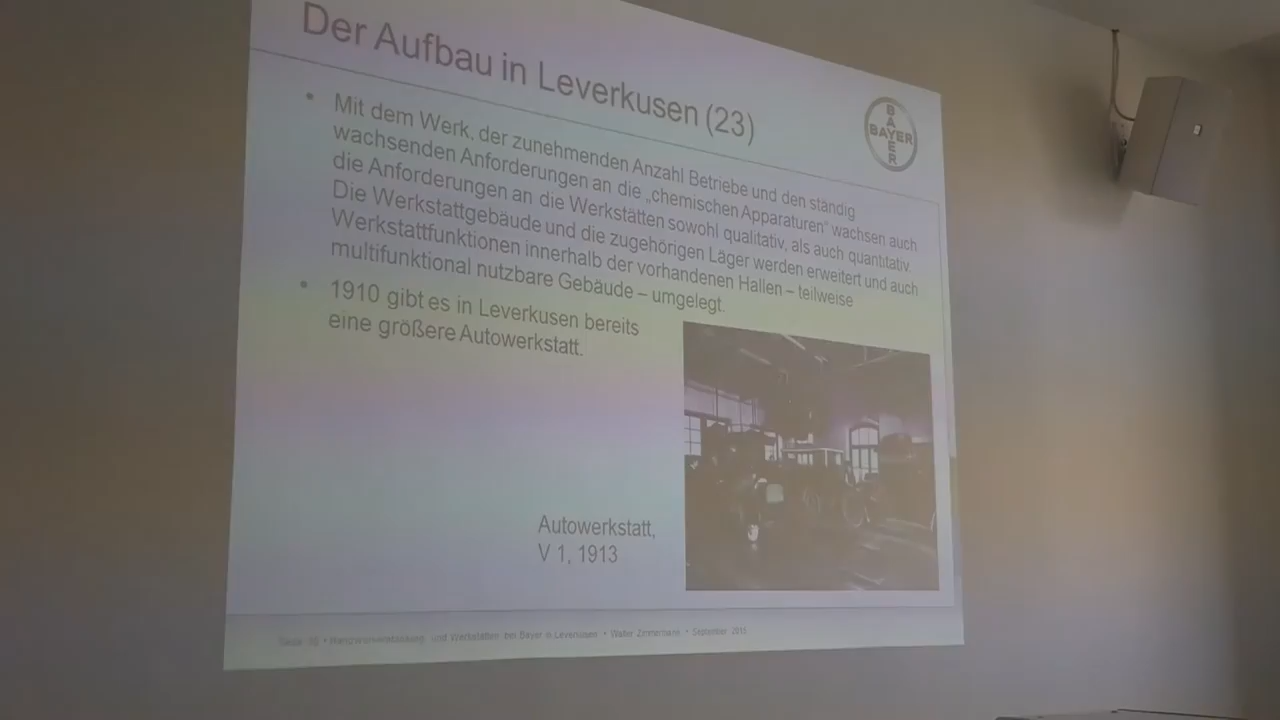 Der Aufbau in Leverkusen (23)
BAYER
BAYER
• Mit dem Werk, der zunehmenden Anzahl Betriebe und den ständig
wachsenden Anforderungen an die „chemischen Apparaturen“ wachsen auch
die Anforderungen an die Werkstätten sowohl qualitativ, als auch quantitativ.
Die Werkstattgebäude und die zugehörigen Läger werden erweitert und auch
Werkstattfunktionen innerhalb der vorhandenen Hallen – teilweise
multifunktional nutzbare Gebäude – umgelegt.
• 1910 gibt es in Leverkusen bereits
eine größere Autowerkstatt.
Autowerkstatt,
V 1, 1913
und Werkstätten bei Bayer in Leverkusen • Walter Zimmermann • September 2015